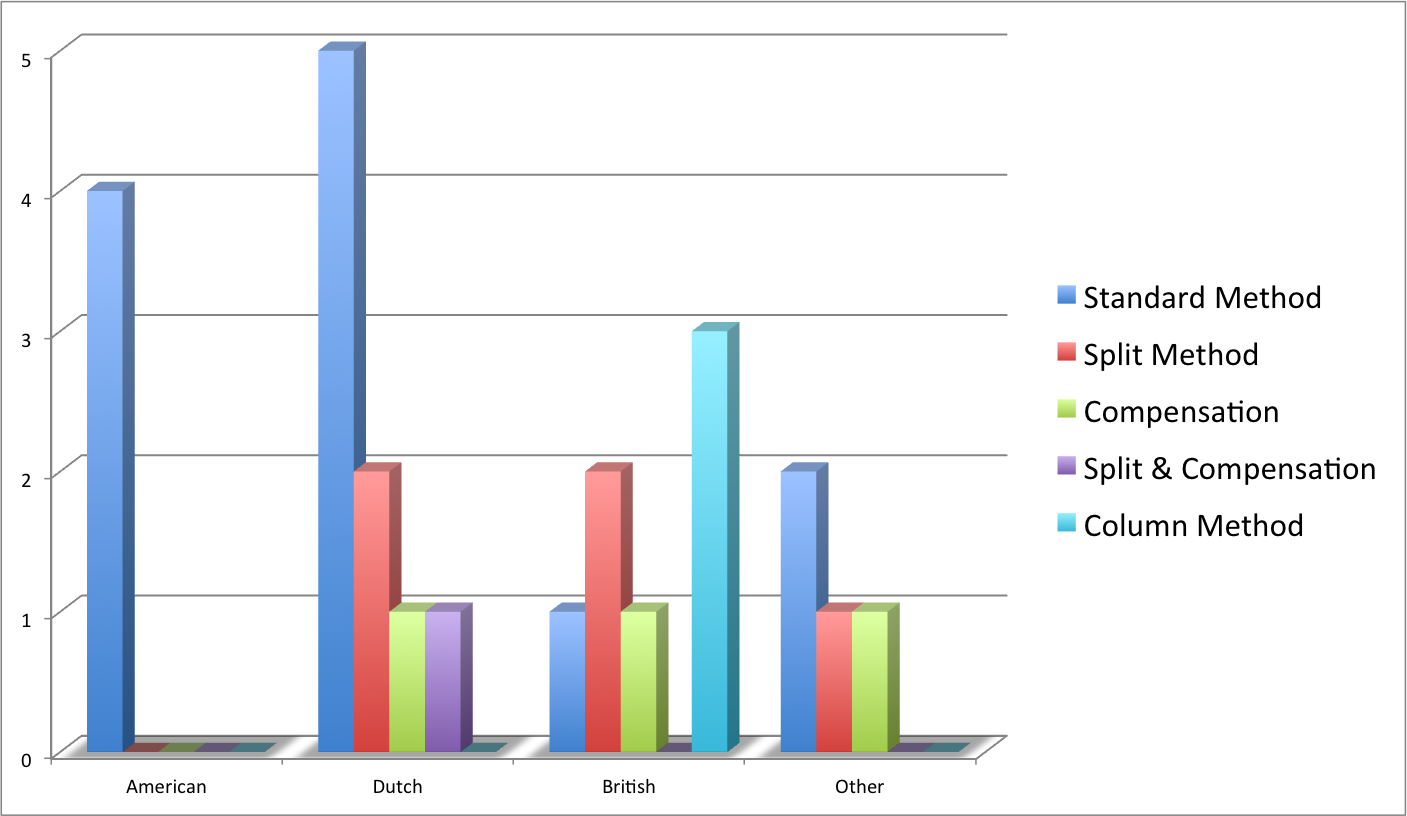 5
4
3
2
1
0
American
Dutch
British
Other
Standard Method
Split Method
Compensation
Split & Compensation
Column Method